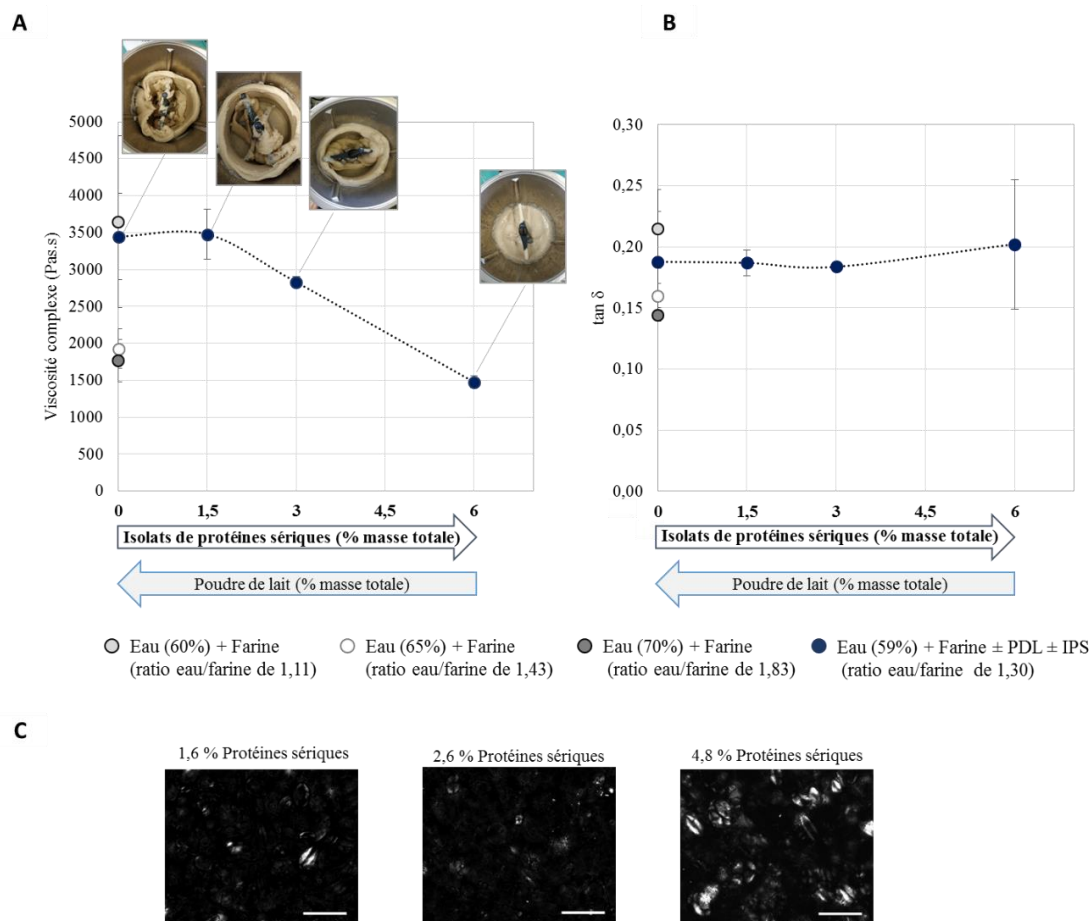 A
B
5000
4500
4000
3500
3000
2500
2000
1500
1000
500
0
Viscosité complexe (Pas.s)
0
1,5
3
4,5
6
Isolats de protéines sériques (% masse totale)
Poudre de lait (% masse totale)
0,30
0,25
0,20
0,15
0,10
0,05
0,00
tan δ
0
1,5
3
4,5
6
Isolats de protéines sériques (% masse totale)
Poudre de lait (% masse totale)
Eau (60%) + Farine
(ratio eau/farine de 1,11)
Eau (65%) + Farine
(ratio eau/farine de 1,43)
Eau (70%) + Farine
(ratio eau/farine de 1,83)
Eau (59%) + Farine ± PDL ± IPS
(ratio eau/farine de 1,30)
C
1,6 % Protéines sériques
2,6 % Protéines sériques
4,8 % Protéines sériques